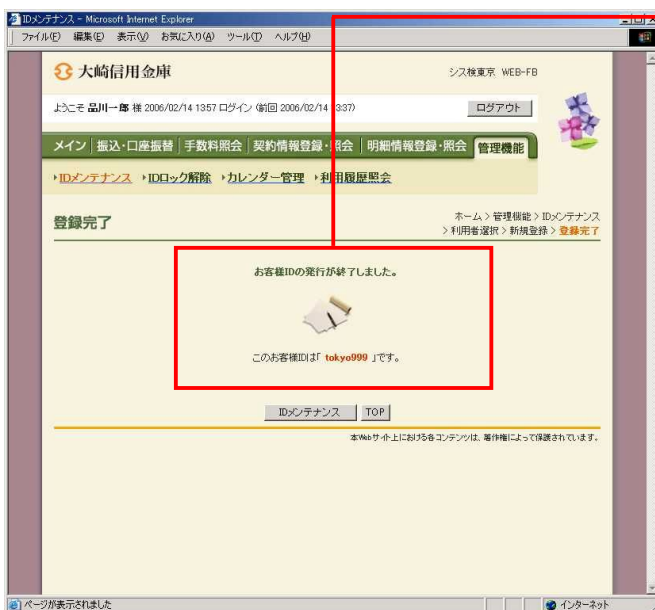 IDメンテナンス - Microsoft Internet Explorer
ファイル(F) 編集(E) 表示(V) お気に入り(A) ツール(T) ヘルプ(H)
大崎信用金庫
シス検東京 WEB-FB
ようこそ 品川一郎 様 2006/02/14 1357 ログイン (前回 2006/02/14 1337)
ログアウト
メイン 振込・口座振替 手数料照会 契約情報登録・照会 明細情報登録・照会 管理機能
IDメンテナンス IDロック解除 カレンダー管理 利用履歴照会
登録完了
ホーム > 管理機能 > IDメンテナンス
> 利用者選択 > 新規登録 > 登録完了
お客様IDの発行が終了しました。
このお客様IDは「 tokyo999 」です。
IDメンテナンス TOP
本Webサイト上における各コンテンツは、著作権によって保護されています。
ページが表示されました
インターネット